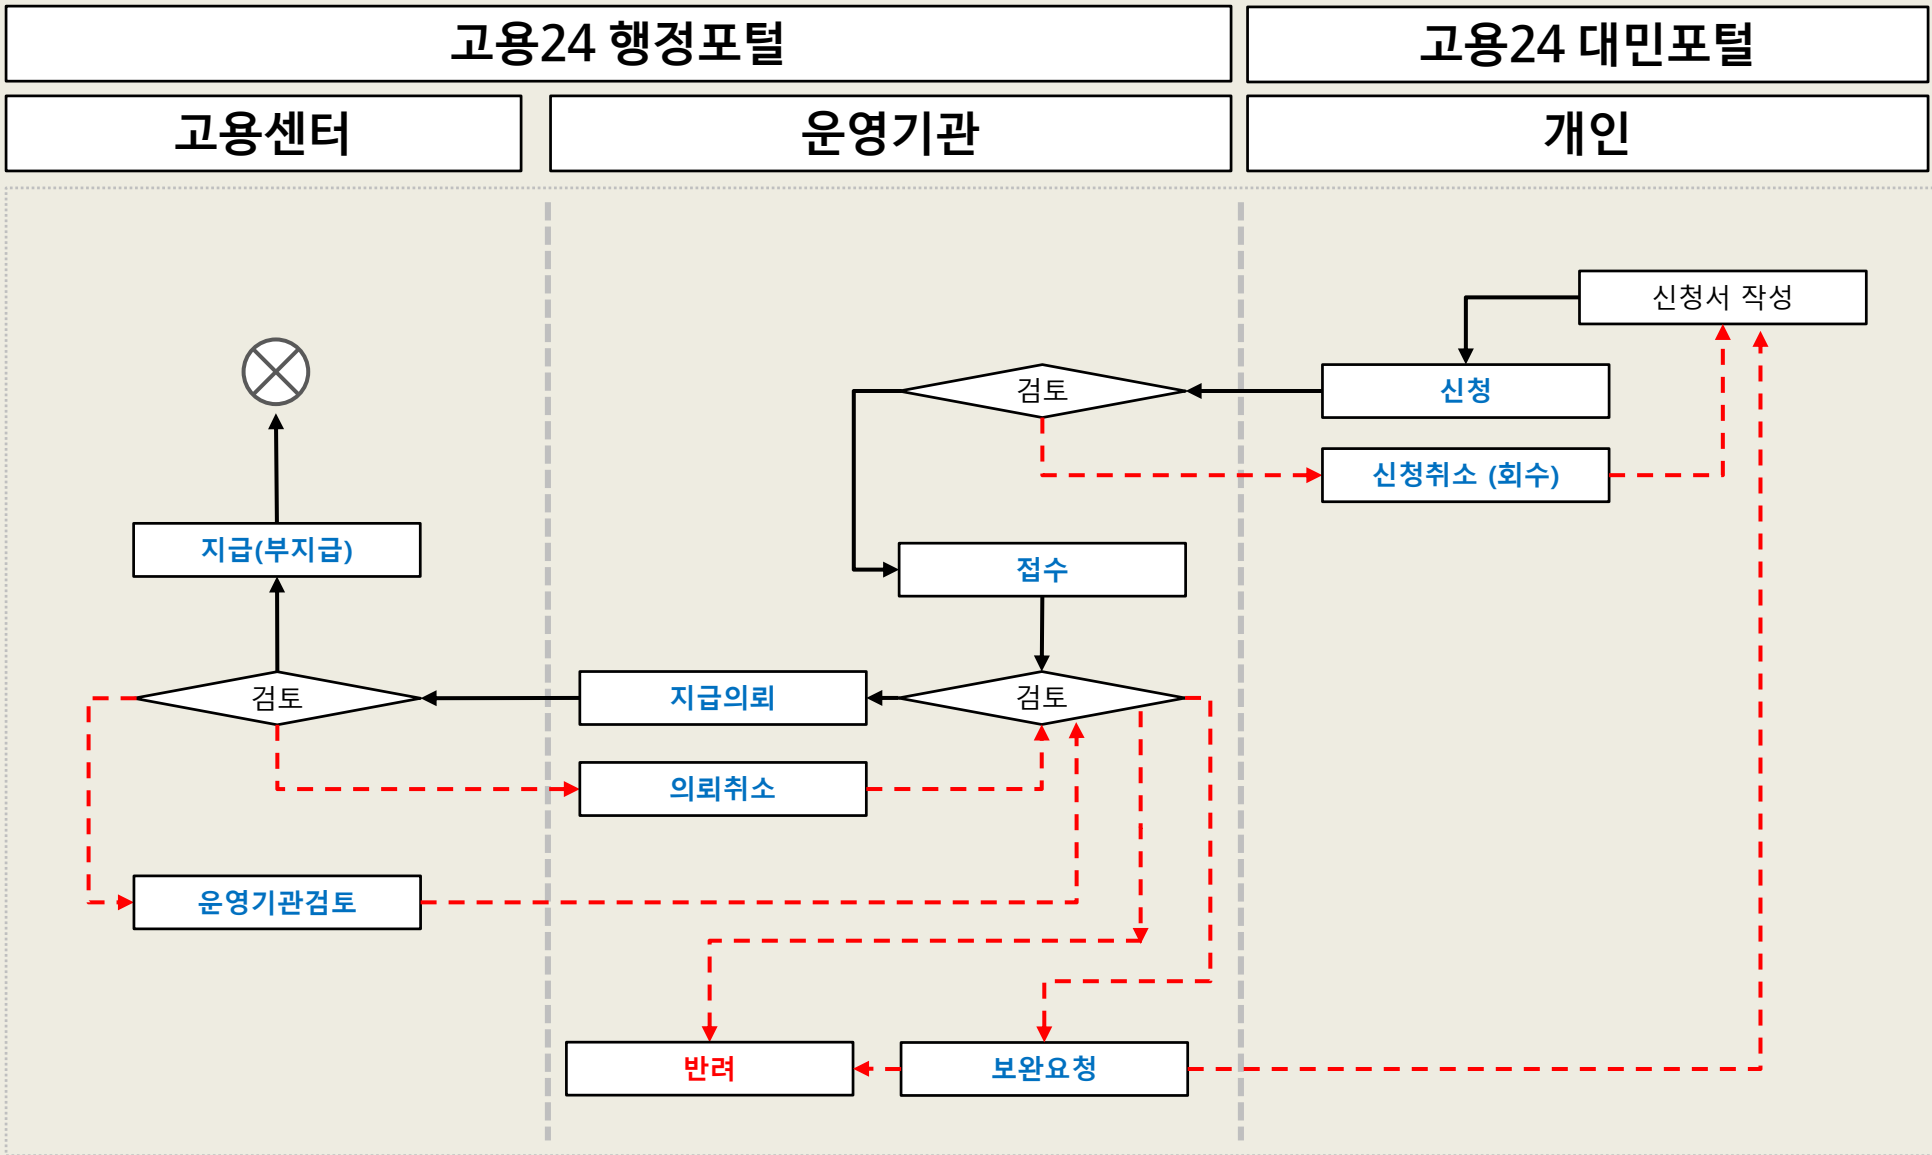 고용24 행정포털
고용24 대민포털
고용센터
운영기관
개인
신청서 작성
검토
신청
신청취소 (회수)
지급(부지급)
접수
검토
지급의뢰
검토
의뢰취소
운영기관검토
반려
보완요청